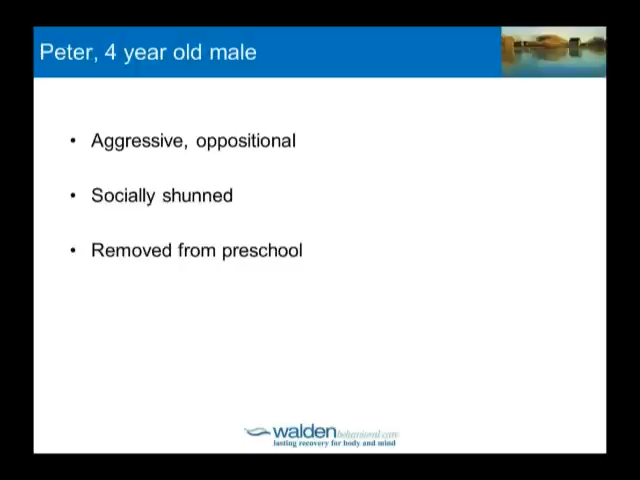 Peter, 4 year old male
• Aggressive, oppositional
• Socially shunned
• Removed from preschool
walden behavioral care
lasting recovery for body and mind